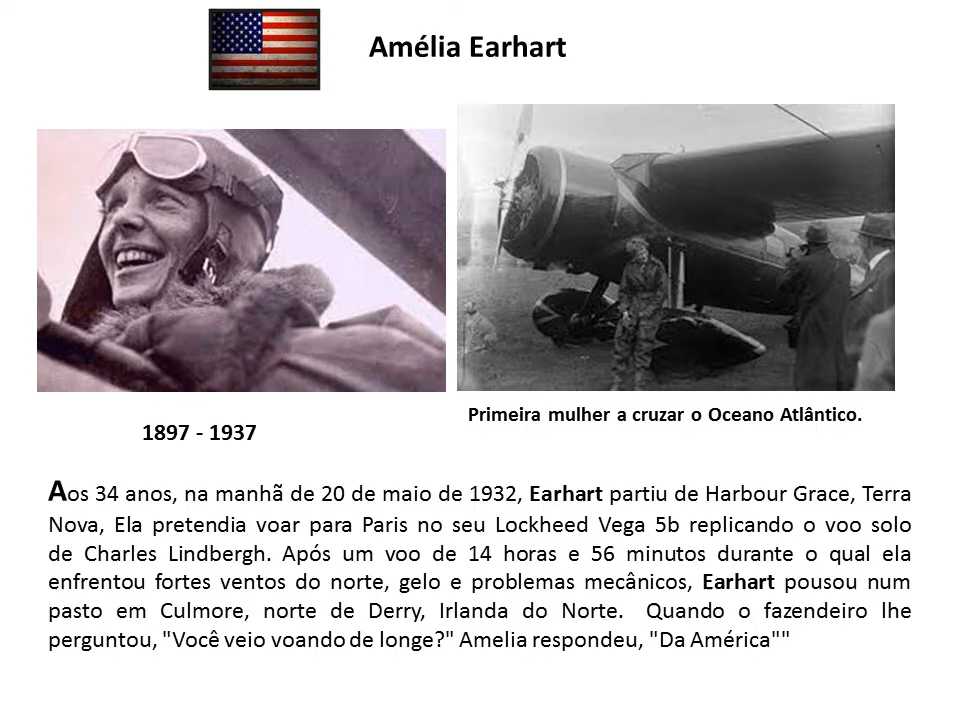 Amélia Earhart
Primeira mulher a cruzar o Oceano Atlântico.
1897 - 1937
Aos 34 anos, na manhã de 20 de maio de 1932, Earhart partiu de Harbour Grace, Terra
Nova, Ela pretendia voar para Paris no seu Lockheed Vega 5b replicando o voo solo
de Charles Lindbergh. Após um voo de 14 horas e 56 minutos durante o qual ela
enfrentou fortes ventos do norte, gelo e problemas mecânicos, Earhart pousou num
pasto em Culmore, norte de Derry, Irlanda do Norte. Quando o fazendeiro lhe
perguntou, "Você veio voando de longe?" Amelia respondeu, "Da América""